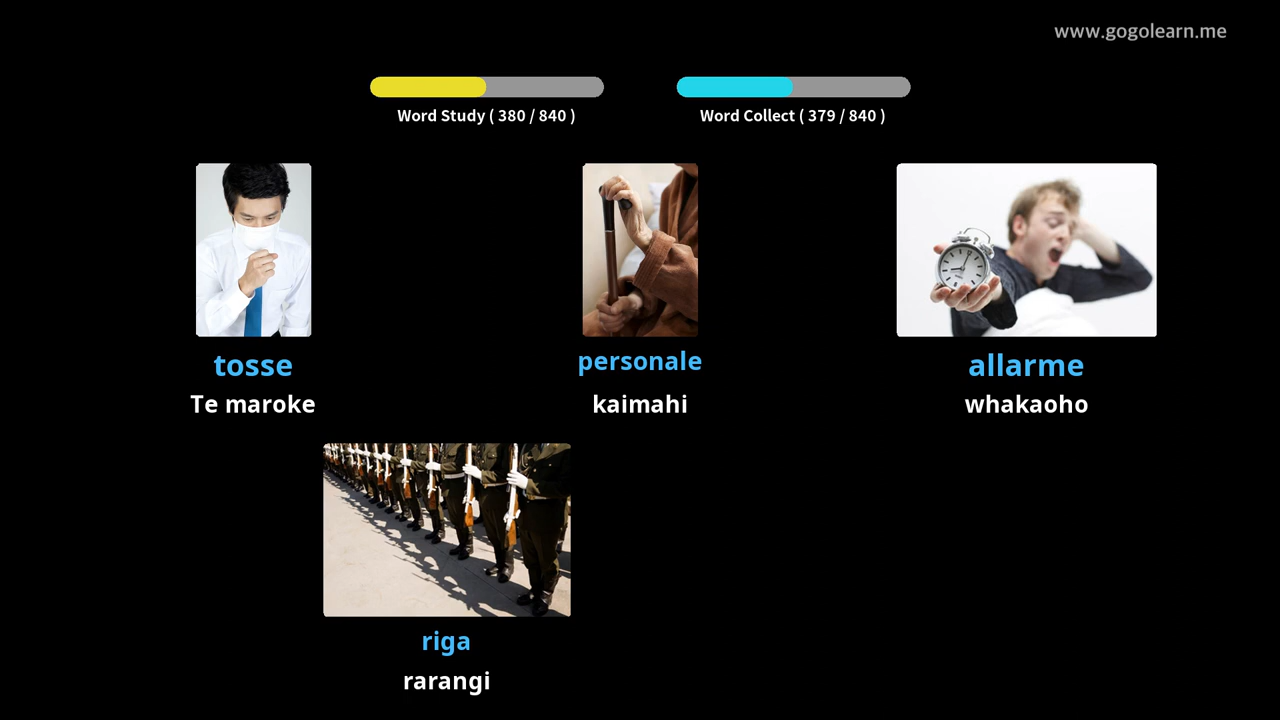 www.gogolearn.me
Word Study ( 380 / 840 )
Word Collect ( 379 / 840 )
tosse
Te maroke
personale
kaimahi
allarme
whakaoho
riga
rarangi